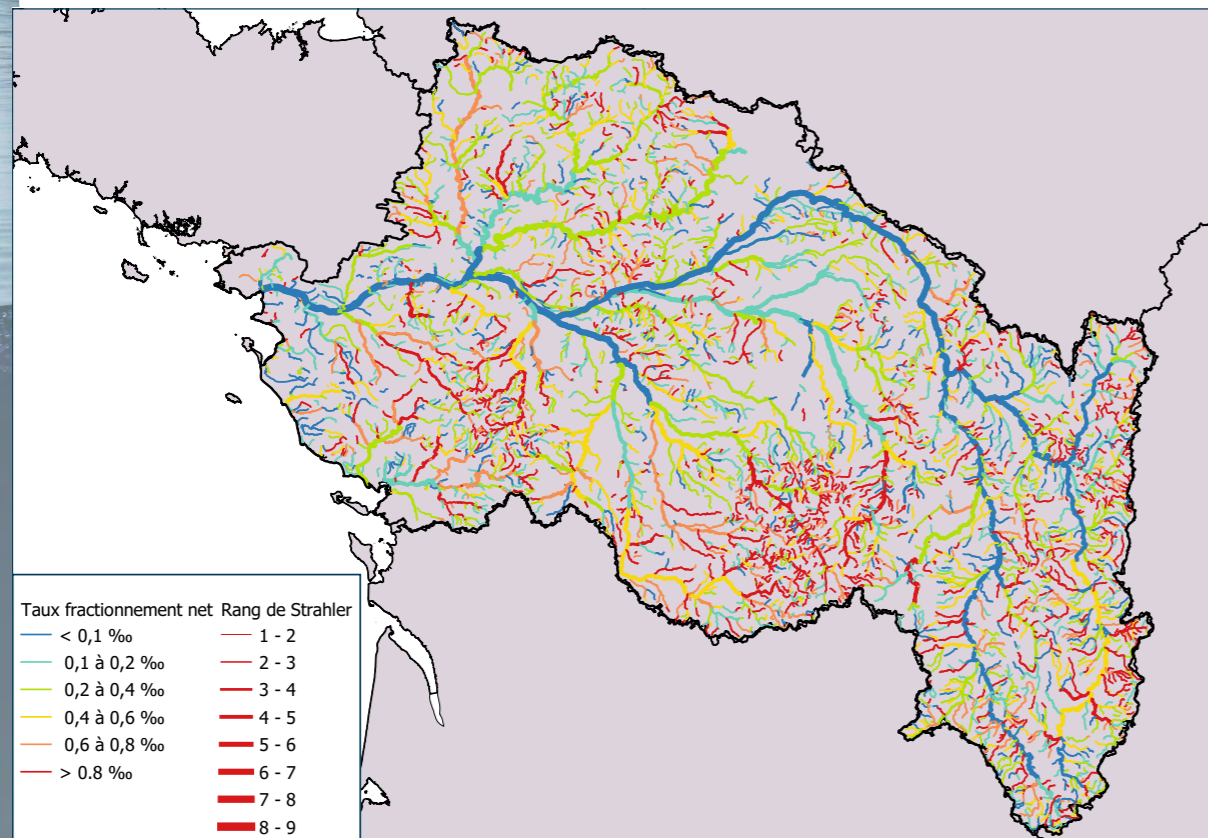 Taux fractionnement net
< 0,1 ‰
0,1 à 0,2 ‰
0,2 à 0,4 ‰
0,4 à 0,6 ‰
0,6 à 0,8 ‰
> 0.8 ‰
Rang de Strahler
1 - 2
2 - 3
3 - 4
4 - 5
5 - 6
6 - 7
7 - 8
8 - 9